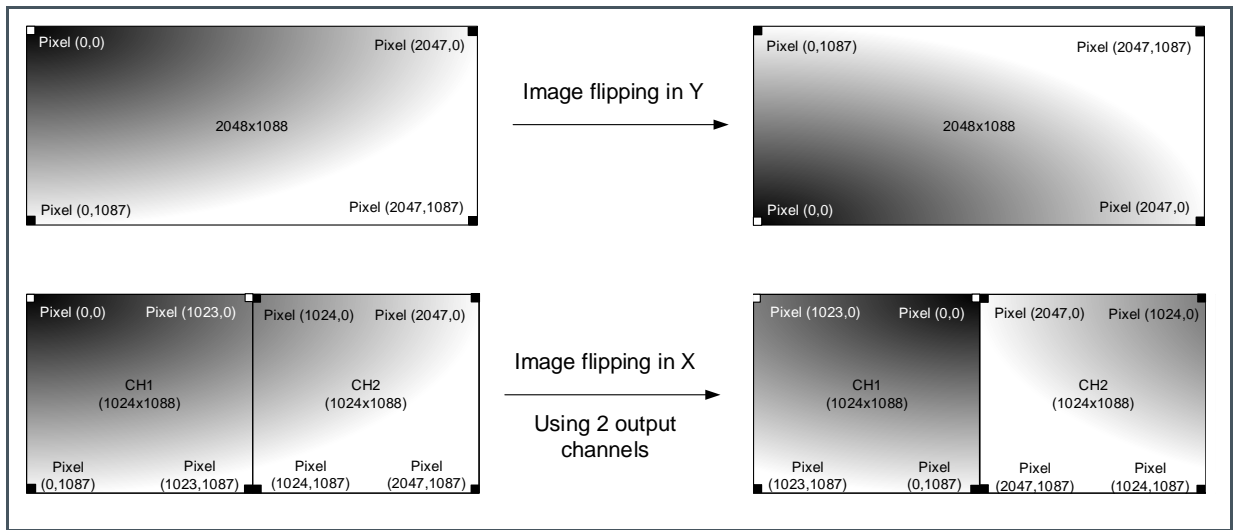 Pixel (0,0)
Pixel (2047,0)
2048x1088
Pixel (0,1087)
Pixel (2047,1087)
Image flipping in Y
Pixel (0,1087)
Pixel (2047,1087)
2048x1088
Pixel (0,0)
Pixel (2047,0)
Pixel (0,0)
Pixel (1023,0)
Pixel (1024,0)
Pixel (2047,0)
CH1
(1024x1088)
CH2
(1024x1088)
Pixel
(0,1087)
Pixel
(1023,1087)
Pixel
(1024,1087)
Pixel
(2047,1087)
Image flipping in X
Using 2 output
channels
Pixel (1023,0)
Pixel (0,0)
Pixel (2047,0)
Pixel (1024,0)
CH1
(1024x1088)
CH2
(1024x1088)
Pixel
(1023,1087)
Pixel
(0,1087)
Pixel
(2047,1087)
Pixel
(1024,1087)